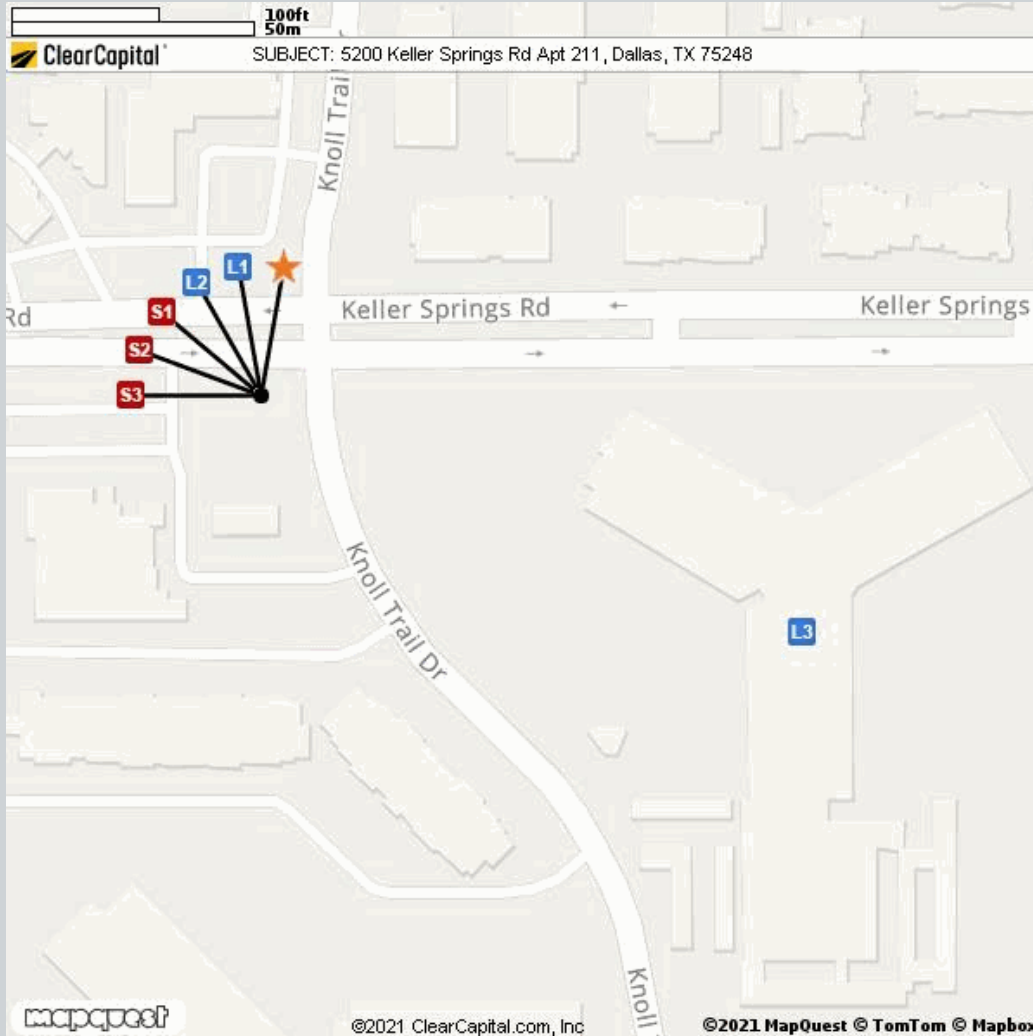 100ft
50m
ClearCapital SUBJECT: 5200 Keller Springs Rd Apt 211, Dallas, TX 75248
Knoll Trail
L1
L2
S1
Rd
Keller Springs Rd
Keller Springs
S2
S3
Knoll Trail Dr
L3
Knoll
mapquest
©2021 ClearCapital.com, Inc
©2021 MapQuest © TomTom © Mapbox